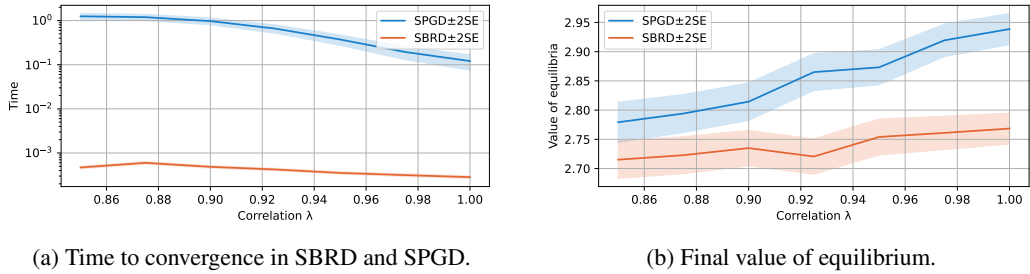 SPGD±2SE
SBRD±2SE
10⁰
10⁻¹
10⁻²
10⁻³
Time
0.86 0.88 0.90 0.92 0.94 0.96 0.98 1.00
Correlation λ
(a) Time to convergence in SBRD and SPGD.
SPGD±2SE
SBRD±2SE
2.95
2.90
2.85
2.80
2.75
2.70
Value of equilibria
0.86 0.88 0.90 0.92 0.94 0.96 0.98 1.00
Correlation λ
(b) Final value of equilibrium.